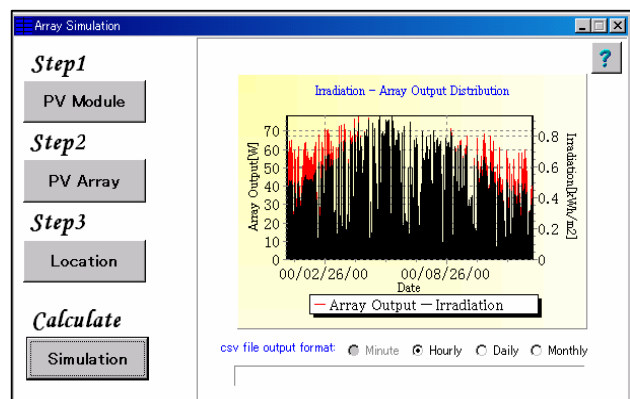 Array Simulation
Step1
PV Module
Step2
PV Array
Step3
Location
Calculate
Simulation
?
Irradiation - Array Output Distribution
Array Output[W]
70
60
50
40
30
20
10
0
0.8
0.6
0.4
0.2
0
Irradiation[kWh/m2]
00/02/26/00 00/08/26/00
Date
Array Output Irradiation
csv file output format: Minute Hourly Daily Monthly